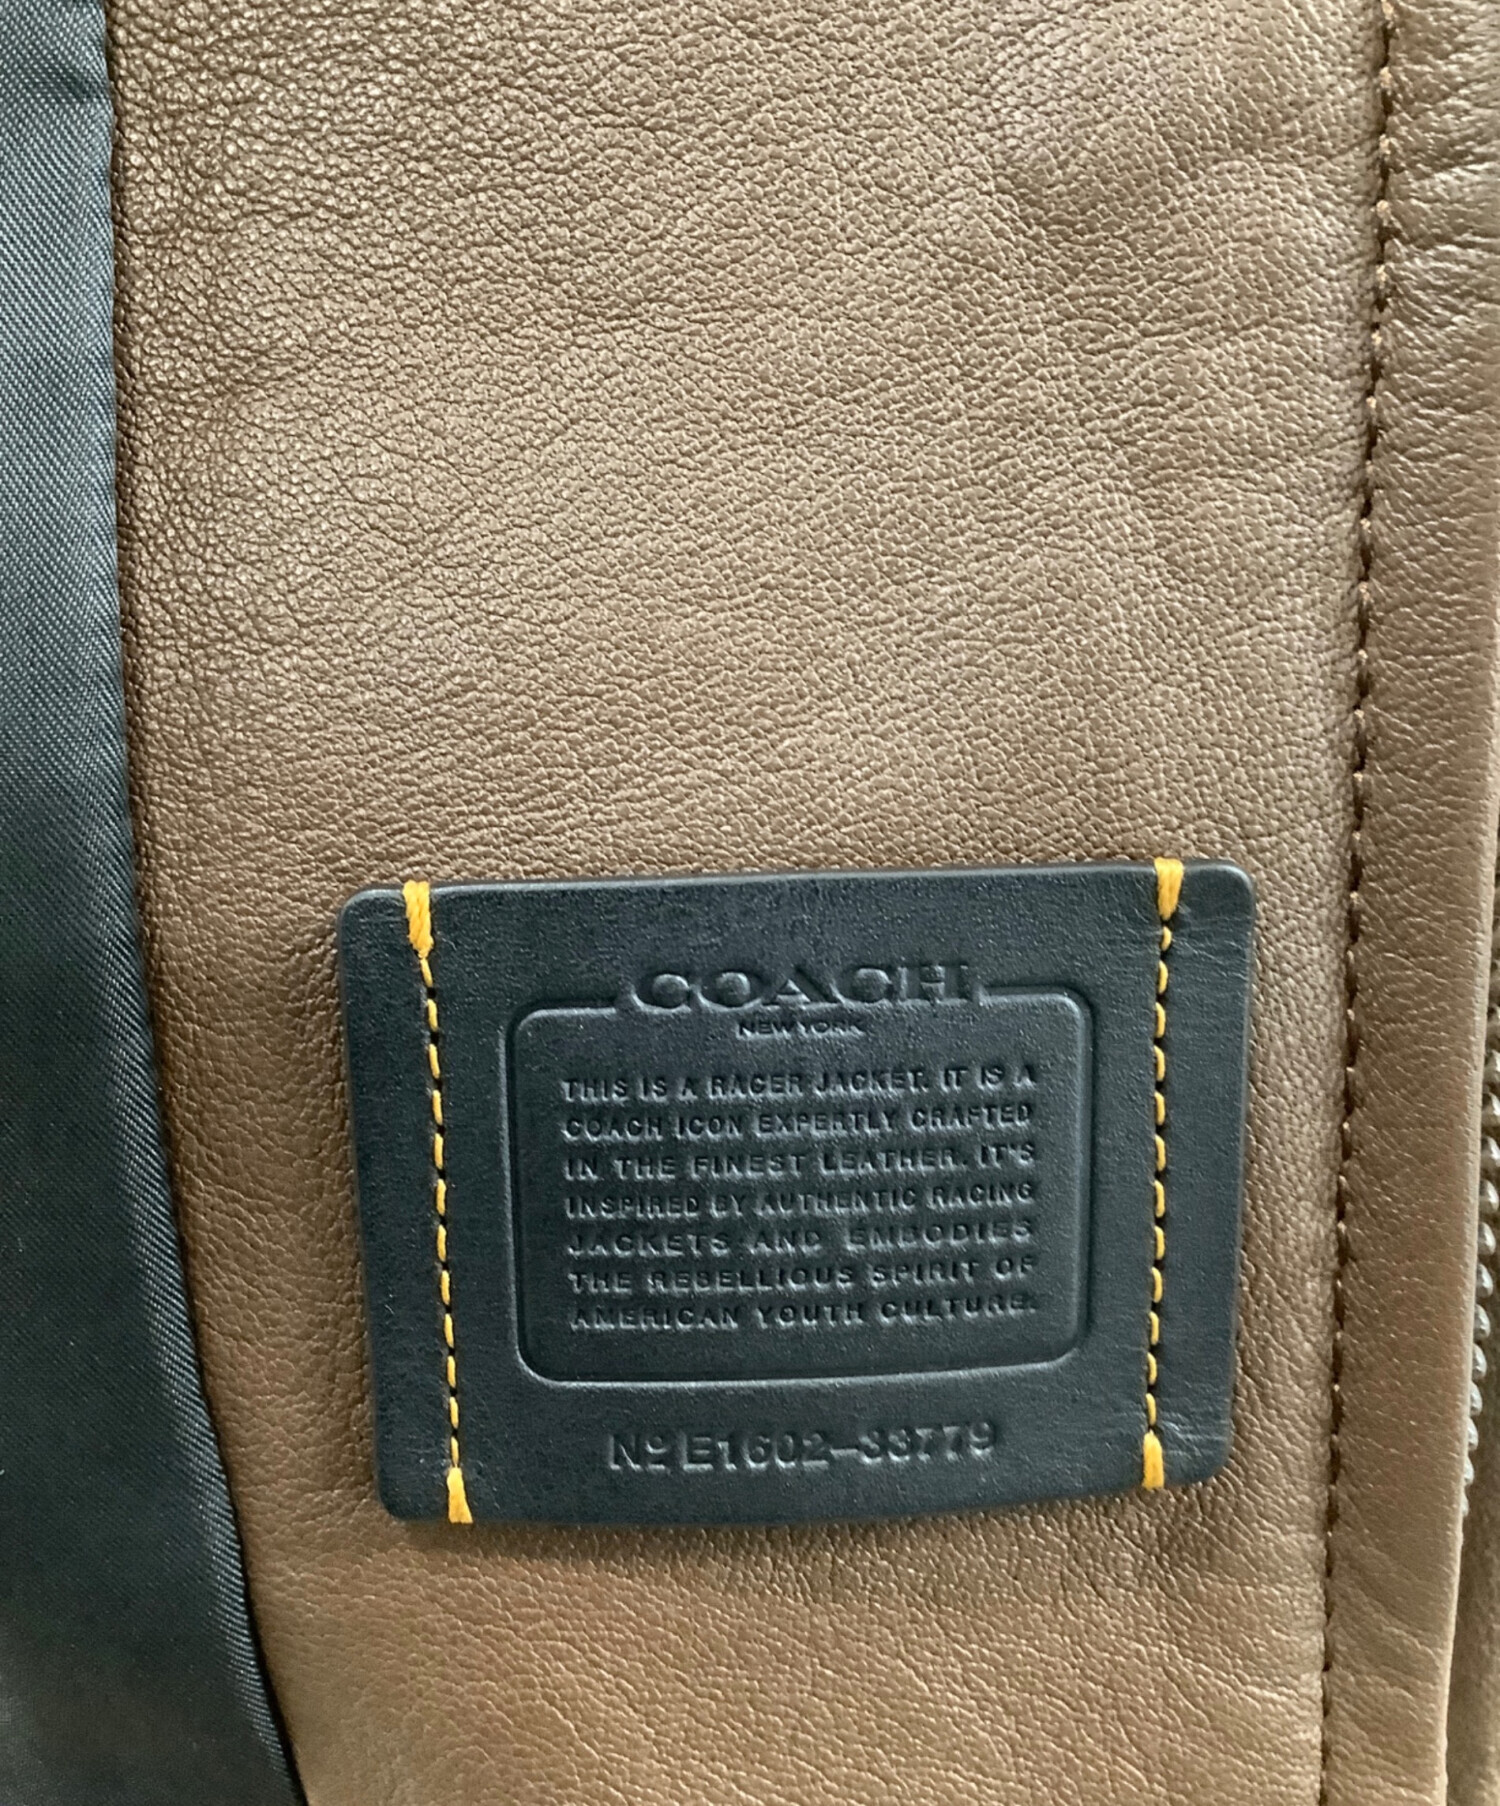 COACH
NEW YORK
THIS IS A RACER JACKET. IT IS A
COACH ICON EXPERTLY CRAFTED
IN THE FINEST LEATHER. IT'S
INSPIRED BY AUTHENTIC RACING
JACKETS AND EMBODIES
THE REBELLIOUS SPIRIT OF
AMERICAN YOUTH CULTURE.
Nº E1602-33779